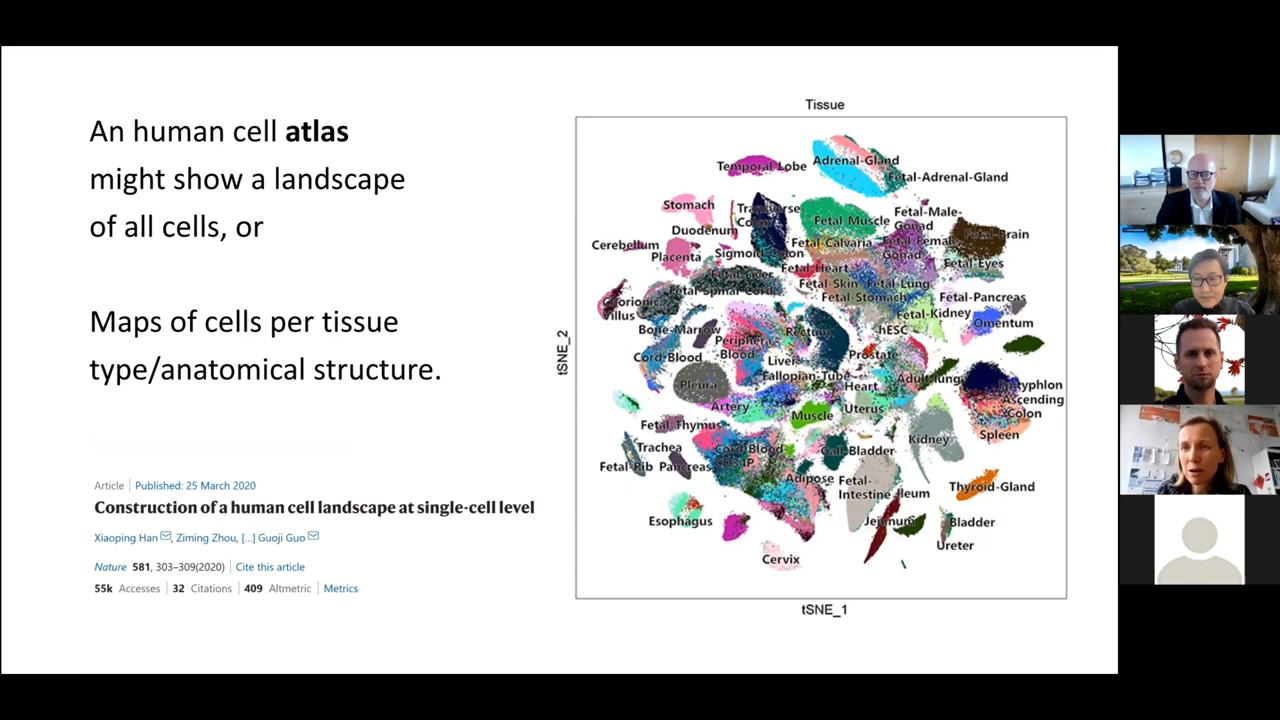 An human cell atlas
might show a landscape
of all cells, or
Maps of cells per tissue
type/anatomical structure.
Article | Published: 25 March 2020
Construction of a human cell landscape at single-cell level
Xiaoping Han, Ziming Zhou, [...] Guoji Guo
Nature 581, 303–309(2020) | Cite this article
55k Accesses | 32 Citations | 409 Altmetric | Metrics
Tissue
Temporal-Lobe
Adrenal-Gland
Fetal-Adrenal-Gland
Stomach
Transverse
Colon
Duodenum
Fetal-Muscle
Fetal-Male-
Gonad
Fetal-Brain
Cerebellum
Placenta
Sigmoid-Colon
Fetal-Calvaria
Fetal-Female-
Gonad
Fetal-Eyes
Fetal-Heart
Fetal-Spinal-Cord
Fetal-Skin
Fetal-Lung
Fetal-Stomach
Fetal-Pancreas
Chorionic-
Villus
Fetal-Kidney
Omentum
Bone-Marrow
Peripheral-
Blood
Rectum
hESC
Cord-Blood
Liver
Prostate
Fallopian-Tube
Pleura
Heart
Adult-lung
Epityphlon
Ascending
Colon
Artery
Muscle
Uterus
Fetal-Thymus
Spleen
Kidney
Trachea
Cord-Blood
CD34P
Gall-Bladder
Fetal-Rib
Pancreas
Adipose
Fetal-
Intestine
Ileum
Thyroid-Gland
Esophagus
Jejunum
Bladder
Ureter
Cervix
tSNE_2
tSNE_1